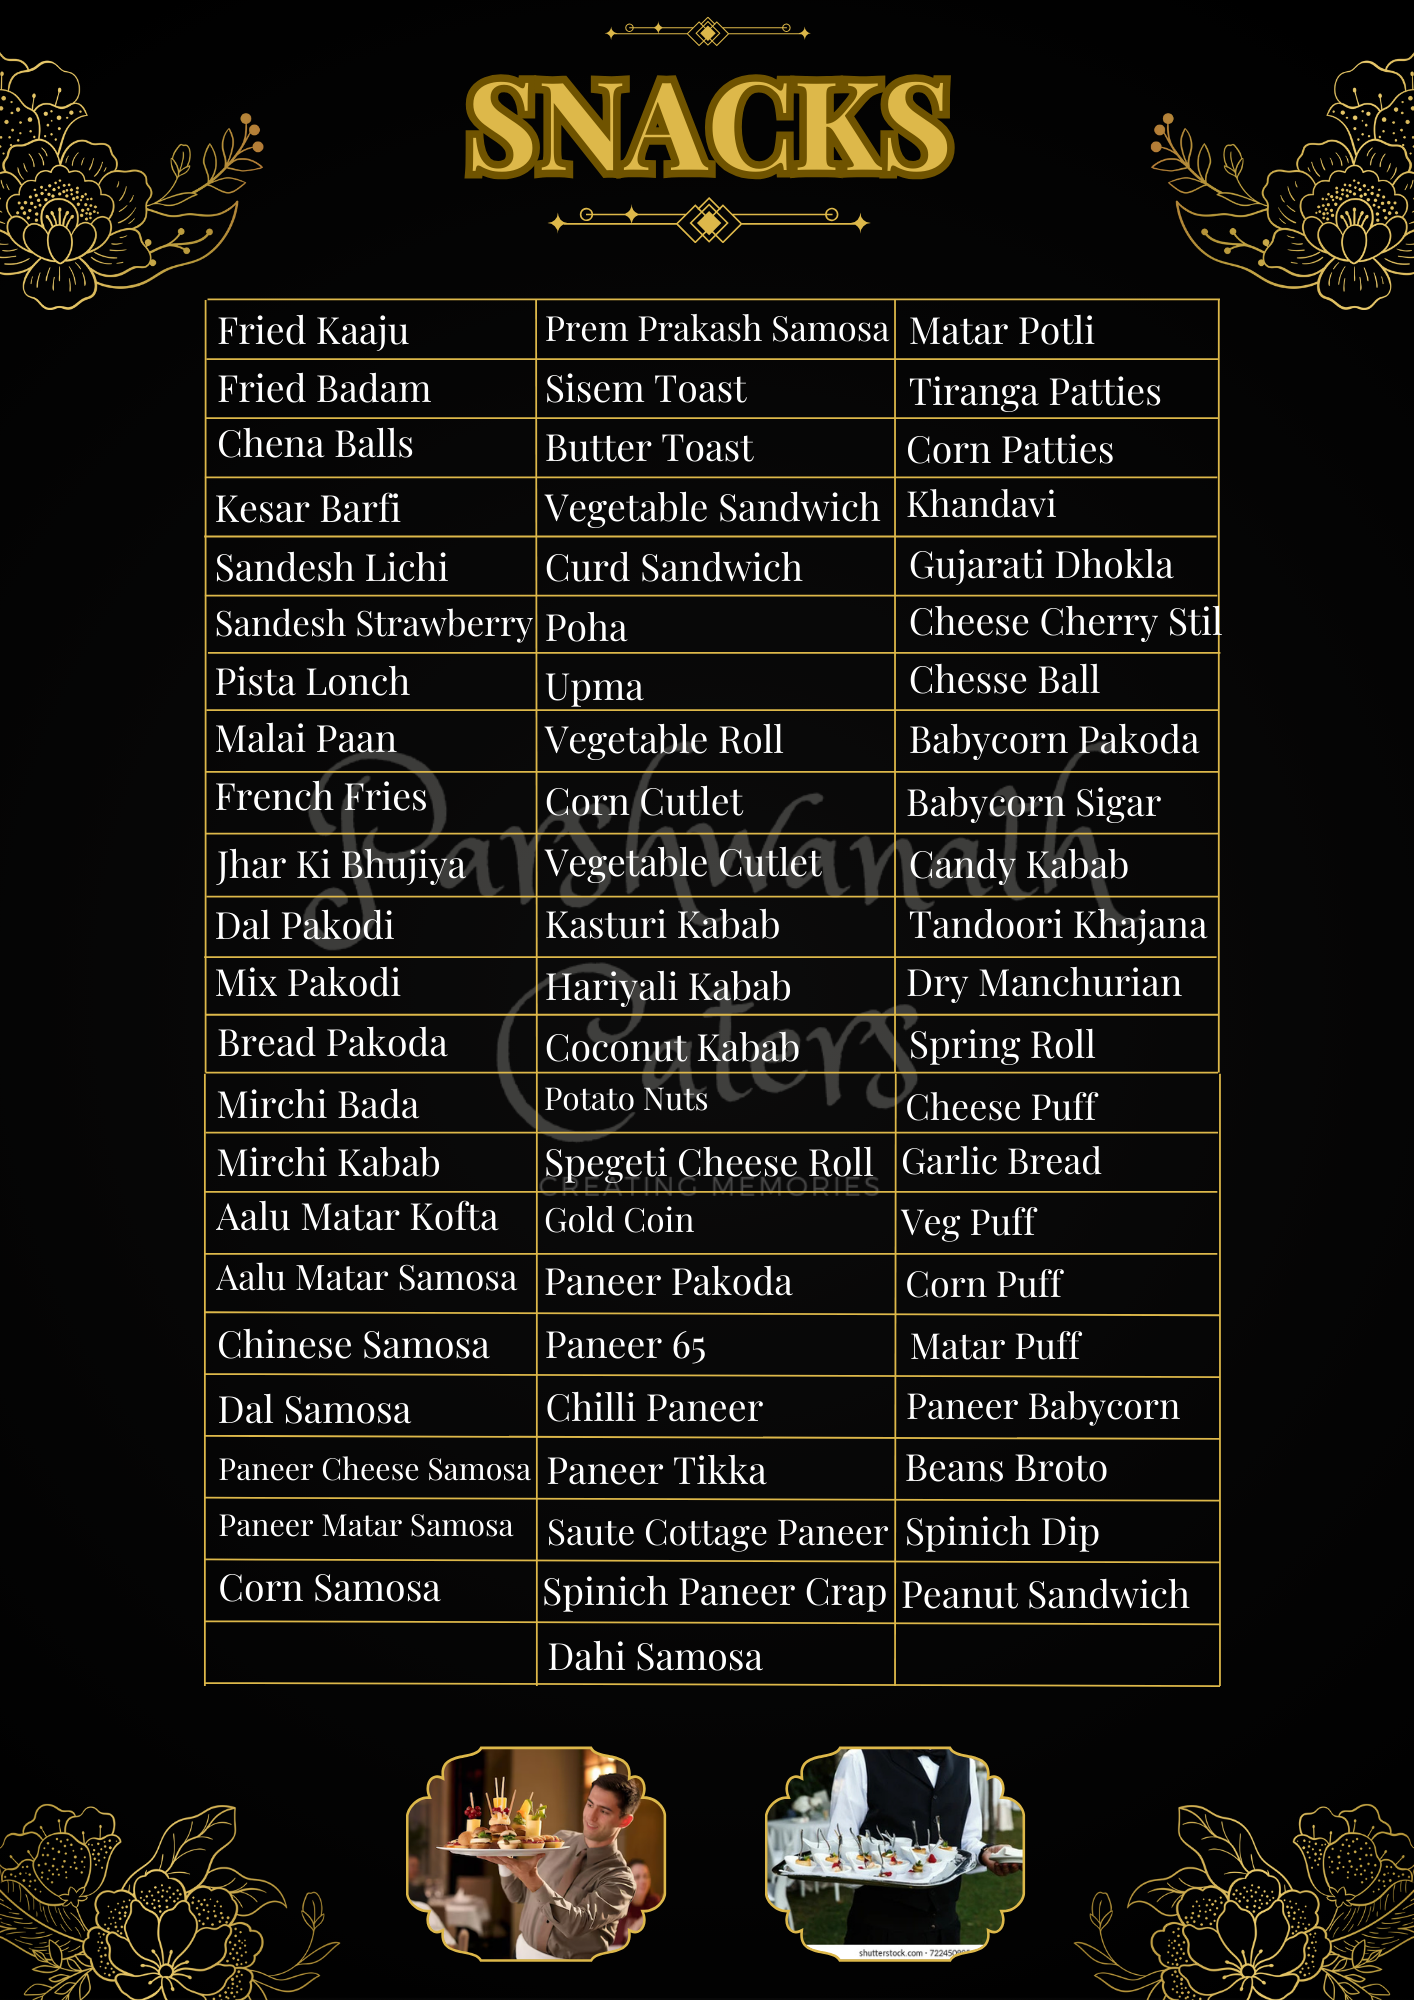 SNACKS
Fried Kaaju Prem Prakash Samosa Matar Potli
Fried Badam Sisem Toast Tiranga Patties
Chena Balls Butter Toast Corn Patties
Kesar Barfi Vegetable Sandwich Khandavi
Sandesh Lichi Curd Sandwich Gujarati Dhokla
Sandesh Strawberry Poha Cheese Cherry Stil
Pista Lonch Upma Chesse Ball
Malai Paan Vegetable Roll Babycorn Pakoda
French Fries Corn Cutlet Babycorn Sigar
Jhar Ki Bhujiya Vegetable Cutlet Candy Kabab
Dal Pakodi Kasturi Kabab Tandoori Khajana
Mix Pakodi Hariyali Kabab Dry Manchurian
Bread Pakoda Coconut Kabab Spring Roll
Mirchi Bada Potato Nuts Cheese Puff
Mirchi Kabab Spegeti Cheese Roll Garlic Bread
Aalu Matar Kofta Gold Coin Veg Puff
Aalu Matar Samosa Paneer Pakoda Corn Puff
Chinese Samosa Paneer 65 Matar Puff
Dal Samosa Chilli Paneer Paneer Babycorn
Paneer Cheese Samosa Paneer Tikka Beans Broto
Paneer Matar Samosa Saute Cottage Paneer Spinich Dip
Corn Samosa Spinich Paneer Crap Peanut Sandwich
Dahi Samosa
Parshwanath
Caters
CREATING MEMORIES
shutterstock.com